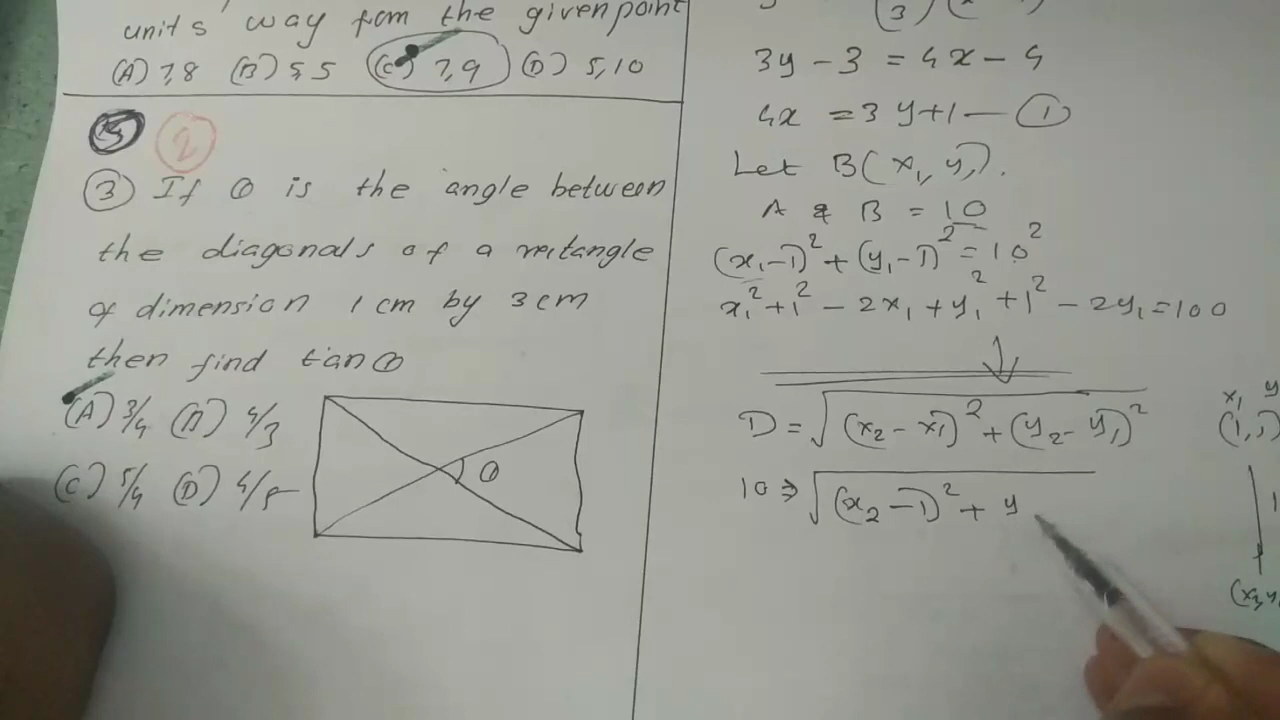 units' way fom the given point
(A) 7,8 (B) 5,5 (C) 7,9 (D) 5,10
2
③ If θ is the angle between
the diagonals of a rectangle
of dimension 1 cm by 3 cm
then find tan θ
(A) 3/4 (B) 4/3
(C) 5/4 (D) 4/5
θ
3y - 3 = 4x - 4
4x = 3y + 1 — ①
Let B(x₁, y₁).
A & B = 10
(x₁-1)² + (y₁-1)² = 10²
x₁² + 1² - 2x₁ + y₁² + 1² - 2y₁ = 100
D = √(x₂ - x₁)² + (y₂ - y₁)²
10 ⇒ √(x₂ - 1)² + y
x₁ y
(1, 1)